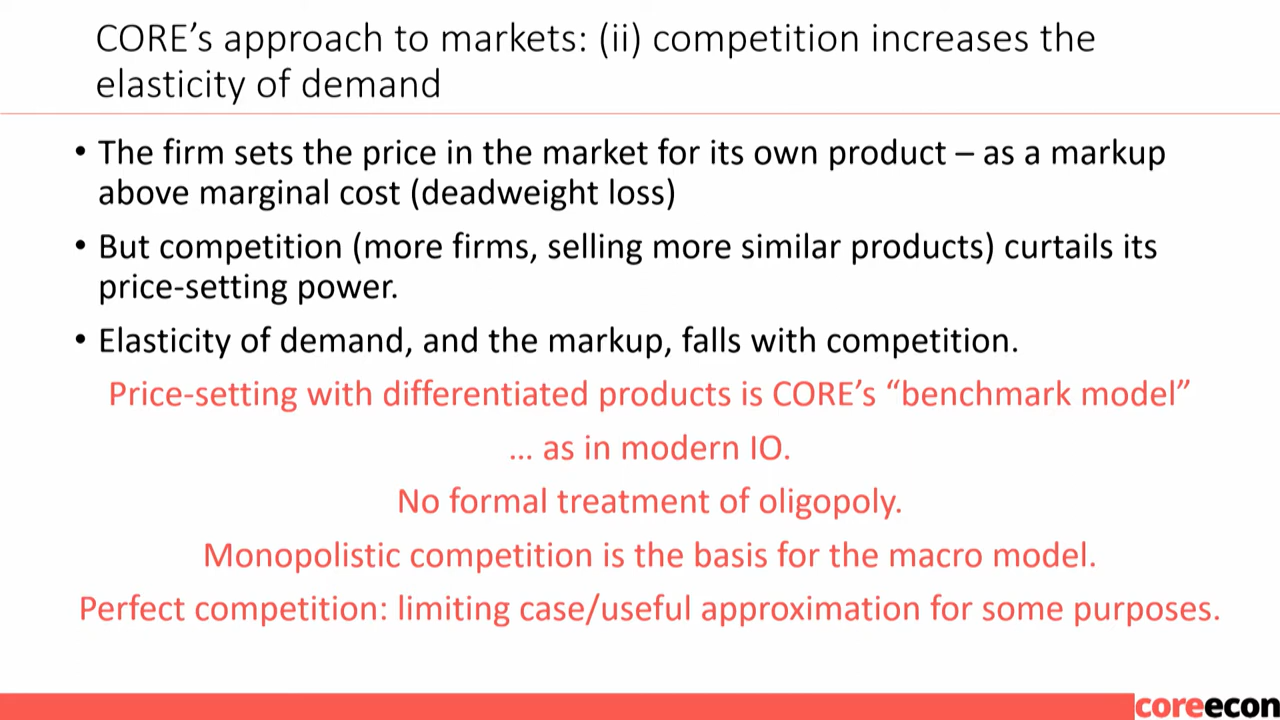 CORE’s approach to markets: (ii) competition increases the
elasticity of demand
• The firm sets the price in the market for its own product – as a markup
above marginal cost (deadweight loss)
• But competition (more firms, selling more similar products) curtails its
price-setting power.
• Elasticity of demand, and the markup, falls with competition.
Price-setting with differentiated products is CORE’s “benchmark model”
... as in modern IO.
No formal treatment of oligopoly.
Monopolistic competition is the basis for the macro model.
Perfect competition: limiting case/useful approximation for some purposes.
coreecon